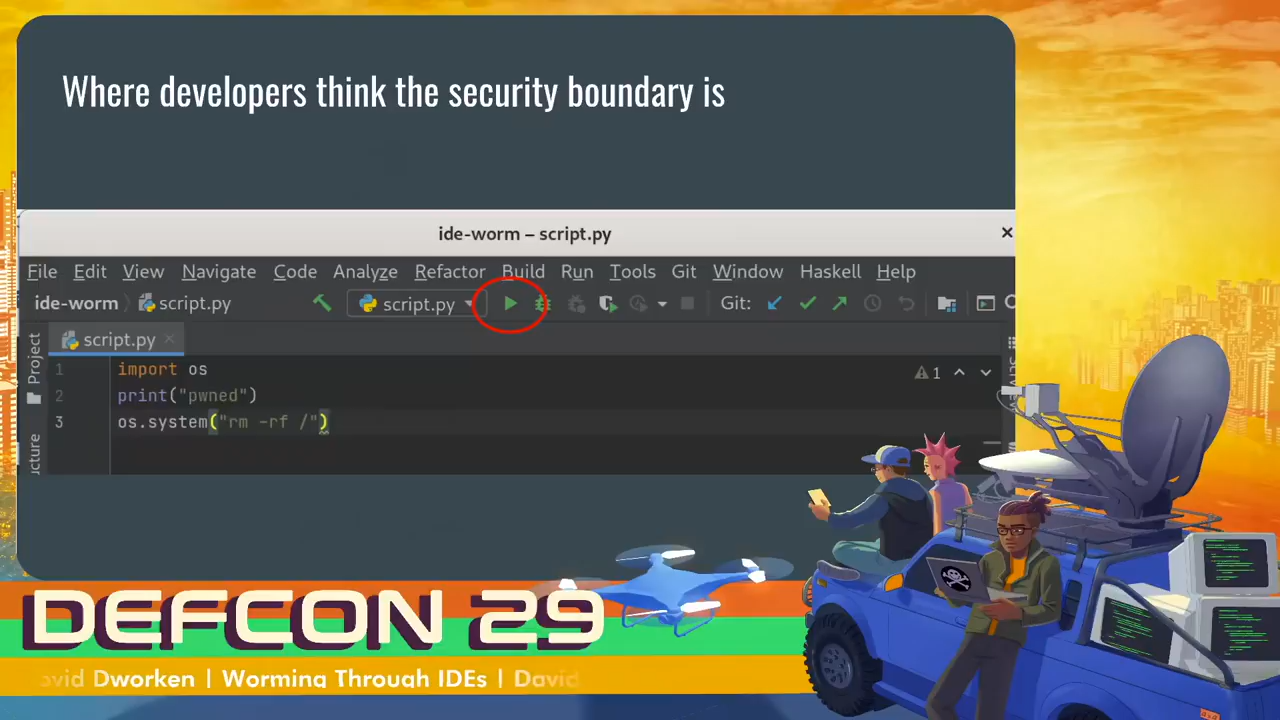 Where developers think the security boundary is
ide-worm – script.py
File Edit View Navigate Code Analyze Refactor Build Run Tools Git Window Haskell Help
ide-worm script.py script.py Git:
script.py
Project
1 import os
2 print("pwned")
3 os.system("rm -rf /")
1
ucture
DEFCON 29
ovid Dworken | Worming Through IDEs | David